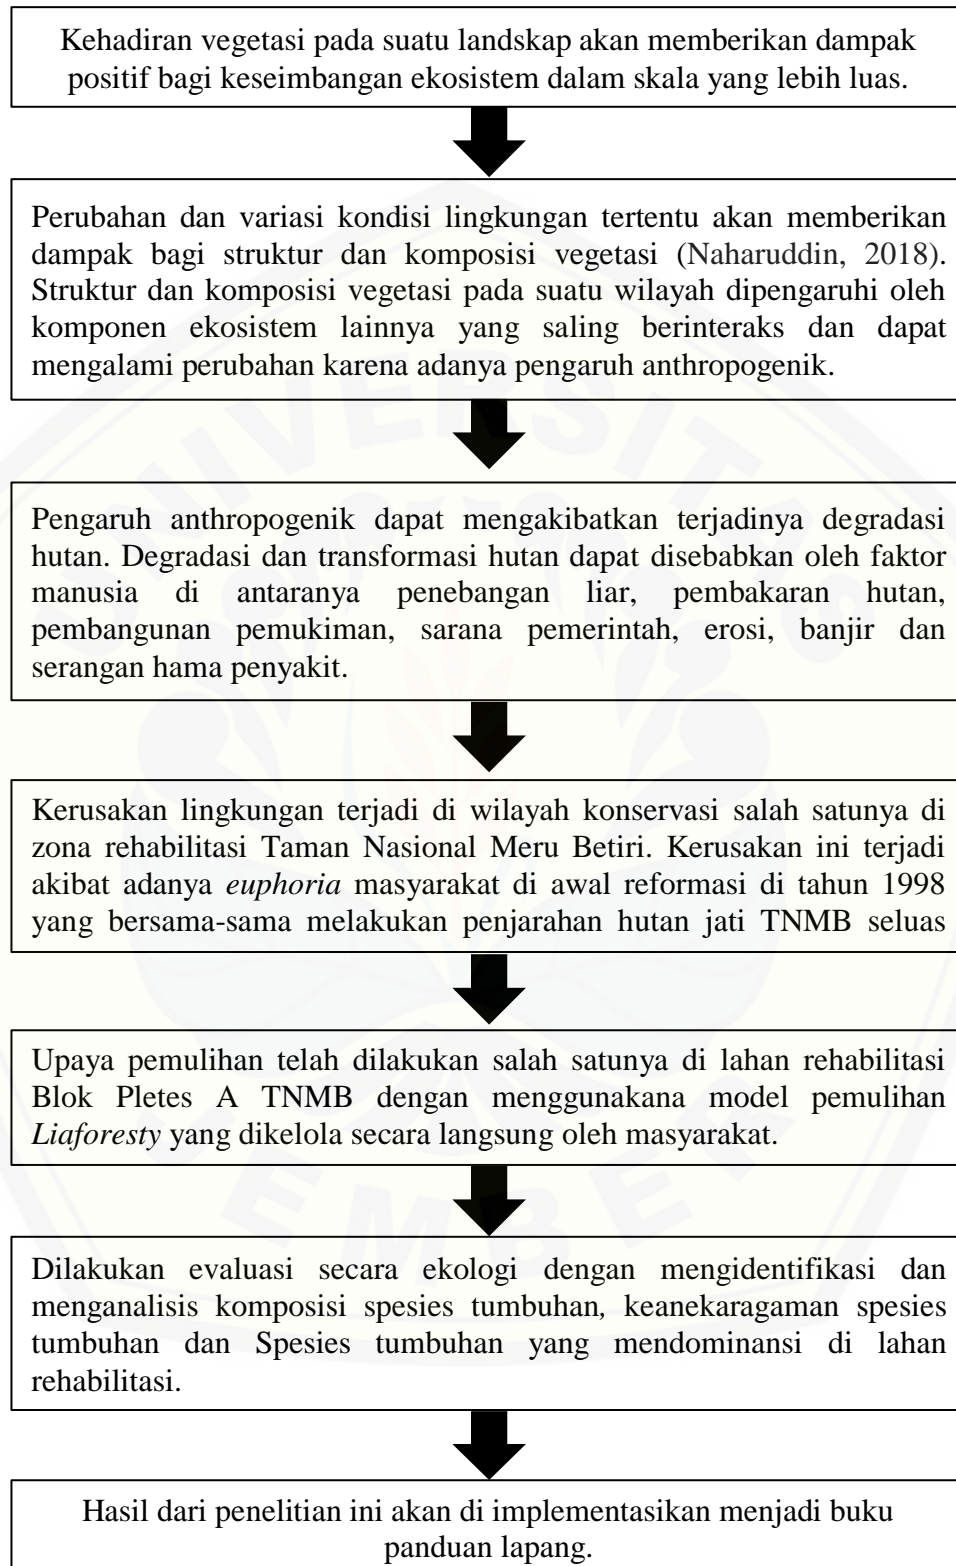 Kehadiran vegetasi pada suatu landskap akan memberikan dampak
positif bagi keseimbangan ekosistem dalam skala yang lebih luas.
Perubahan dan variasi kondisi lingkungan tertentu akan memberikan
dampak bagi struktur dan komposisi vegetasi (Naharuddin, 2018).
Struktur dan komposisi vegetasi pada suatu wilayah dipengaruhi oleh
komponen ekosistem lainnya yang saling berinteraks dan dapat
mengalami perubahan karena adanya pengaruh anthropogenik.
Pengaruh anthropogenik dapat mengakibatkan terjadinya degradasi
hutan. Degradasi dan transformasi hutan dapat disebabkan oleh faktor
manusia di antaranya penebangan liar, pembakaran hutan,
pembangunan pemukiman, sarana pemerintah, erosi, banjir dan
serangan hama penyakit.
Kerusakan lingkungan terjadi di wilayah konservasi salah satunya di
zona rehabilitasi Taman Nasional Meru Betiri. Kerusakan ini terjadi
akibat adanya euphoria masyarakat di awal reformasi di tahun 1998
yang bersama-sama melakukan penjarahan hutan jati TNMB seluas
Upaya pemulihan telah dilakukan salah satunya di lahan rehabilitasi
Blok Pletes A TNMB dengan menggunakana model pemulihan
Liaforesty yang dikelola secara langsung oleh masyarakat.
Dilakukan evaluasi secara ekologi dengan mengidentifikasi dan
menganalisis komposisi spesies tumbuhan, keanekaragaman spesies
tumbuhan dan Spesies tumbuhan yang mendominansi di lahan
rehabilitasi.
Hasil dari penelitian ini akan di implementasikan menjadi buku
panduan lapang.
UNIVERSITAS
JEMBER